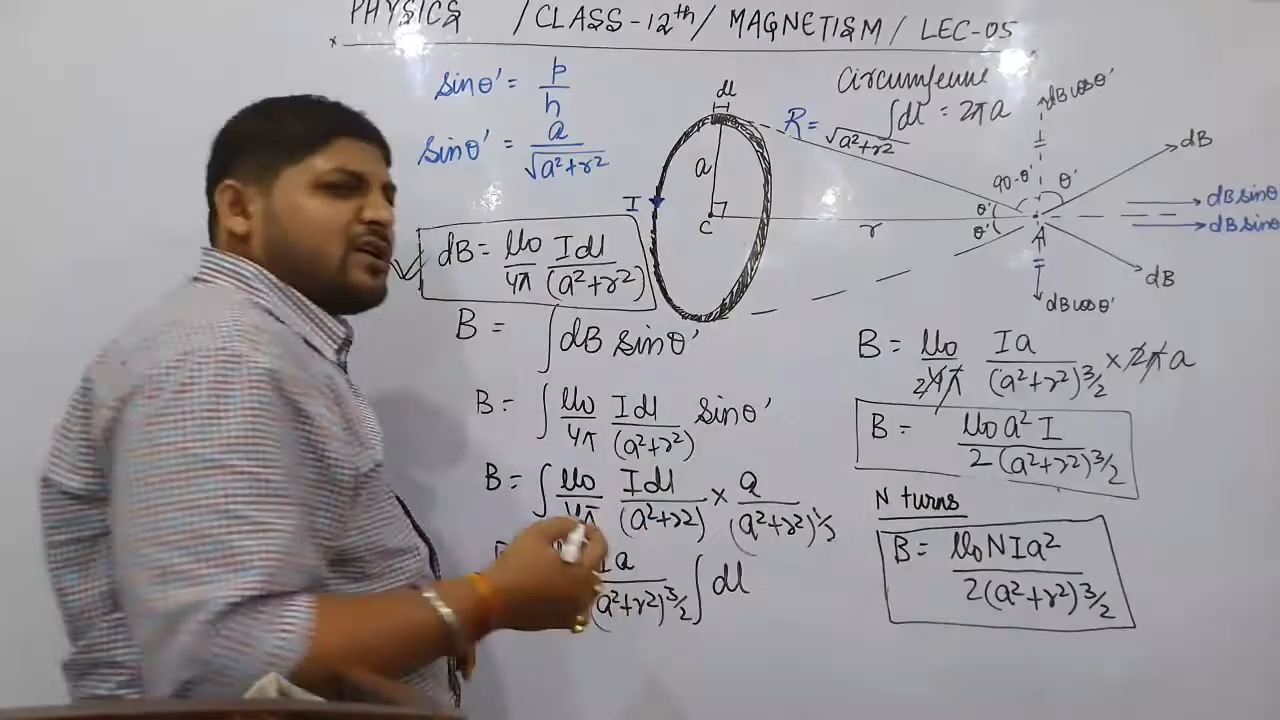 PHYSICS / CLASS - 12th / MAGNETISM / LEC-05
sinθ' = p/h
sinθ' = a/√(a²+r²)
dB = μ₀/4π Idl/(a²+r²)
B = ∫dB sinθ'
B = ∫ μ₀/4π Idl/(a²+r²) sinθ'
B = ∫ μ₀/4π Idl/(a²+r²) × a/(a²+r²)^½
Ia/(a²+r²)^3/2 ∫dl
dl
a
I
C
r
R = √a²+r²
Circumference
∫dl = 2πa
dB cosθ'
dB
90-θ'
θ'
θ'
θ'
dB sinθ
dB sinθ
A
dB
dB cosθ'
B = μ₀/4π Ia/(a²+r²)^3/2 × 2πa
2
B = μ₀a²I/2(a²+r²)^3/2
N turns
B = μ₀NIa²/2(a²+r²)^3/2